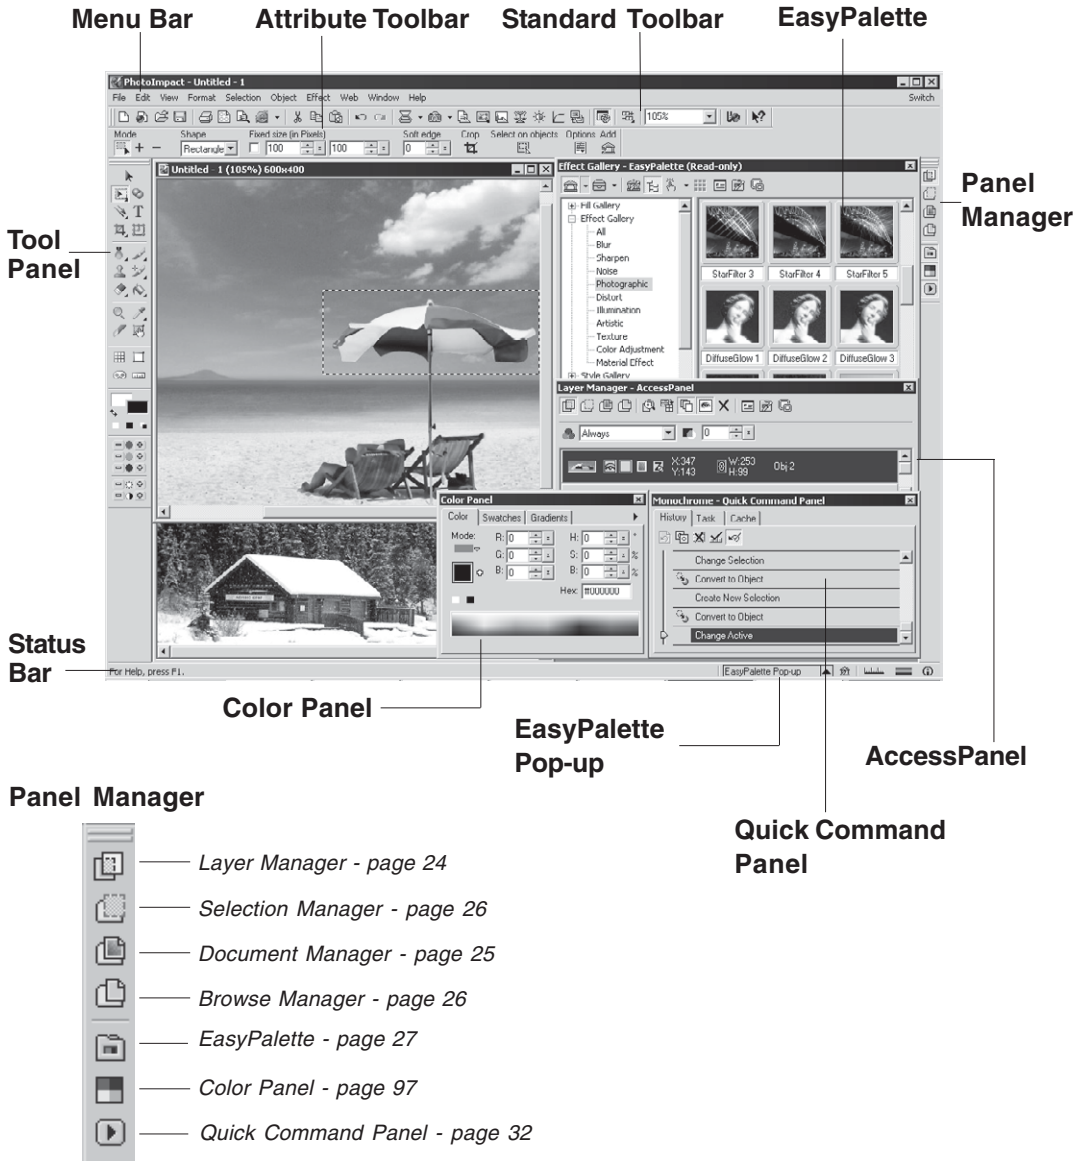 Menu Bar
Attribute Toolbar
Standard Toolbar
EasyPalette
PhotoImpact - Untitled - 1
File Edit View Format Selection Object Effect Web Window Help
Switch
105%
Mode
Shape
Fixed size (in Pixels)
Soft edge
Crop
Select on objects
Options
Add
Rectangle
100
100
0
Untitled - 1 (105%) 600x400
Effect Gallery - EasyPalette (Read-only)
Fill Gallery
Effect Gallery
All
Blur
Sharpen
Noise
Photographic
Distort
Illumination
Artistic
Texture
Color Adjustment
Material Effect
Style Gallery
StarFilter 3
StarFilter 4
StarFilter 5
DiffuseGlow 1
DiffuseGlow 2
DiffuseGlow 3
Panel
Manager
Tool
Panel
Layer Manager - AccessPanel
Always
0
X:347
Y:143
W:253
H:99
Obj 2
Color Panel
Color
Swatches
Gradients
Mode:
R: 0
G: 0
B: 0
H: 0 °
S: 0 %
B: 0 %
Hex: #000000
Monochrome - Quick Command Panel
History
Task
Cache
Change Selection
Convert to Object
Create New Selection
Convert to Object
Change Active
Status
Bar
For Help, press F1.
EasyPalette Pop-up
Color Panel
EasyPalette
Pop-up
AccessPanel
Quick Command
Panel
Panel Manager
Layer Manager - page 24
Selection Manager - page 26
Document Manager - page 25
Browse Manager - page 26
EasyPalette - page 27
Color Panel - page 97
Quick Command Panel - page 32